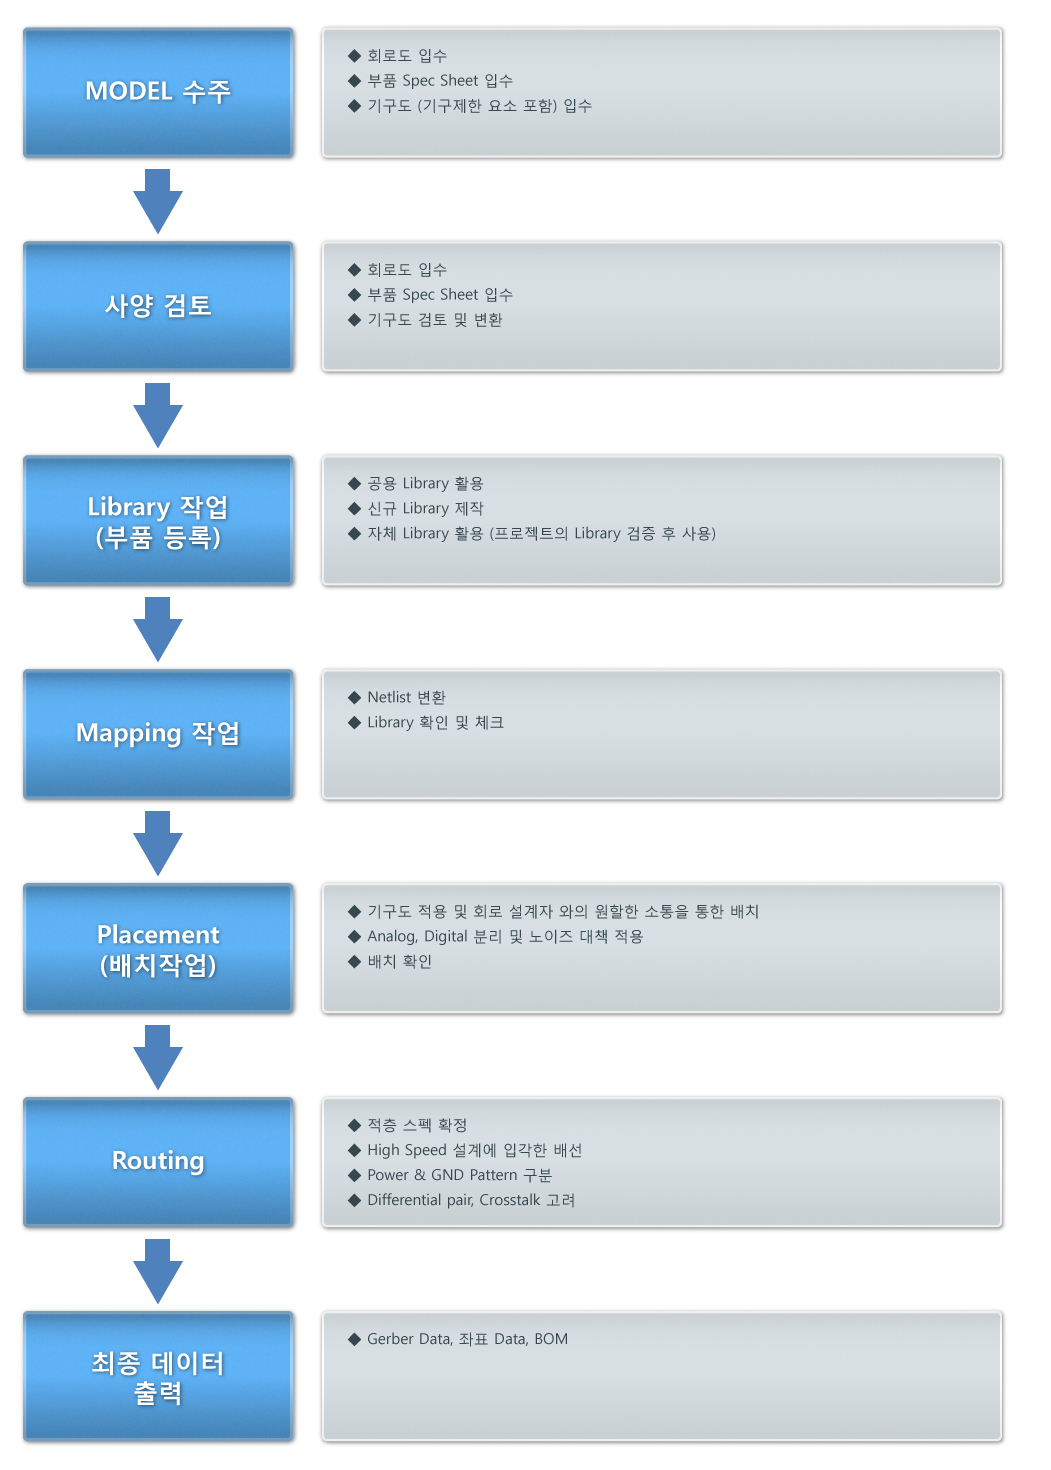 MODEL 수주
◆ 회로도 입수
◆ 부품 Spec Sheet 입수
◆ 기구도 (기구제한 요소 포함) 입수
사양 검토
◆ 회로도 입수
◆ 부품 Spec Sheet 입수
◆ 기구도 검토 및 변환
Library 작업
(부품 등록)
◆ 공용 Library 활용
◆ 신규 Library 제작
◆ 자체 Library 활용 (프로젝트의 Library 검증 후 사용)
Mapping 작업
◆ Netlist 변환
◆ Library 확인 및 체크
Placement
(배치작업)
◆ 기구도 적용 및 회로 설계자 와의 원할한 소통을 통한 배치
◆ Analog, Digital 분리 및 노이즈 대책 적용
◆ 배치 확인
Routing
◆ 적층 스펙 확정
◆ High Speed 설계에 입각한 배선
◆ Power & GND Pattern 구분
◆ Differential pair, Crosstalk 고려
최종 데이터
출력
◆ Gerber Data, 좌표 Data, BOM